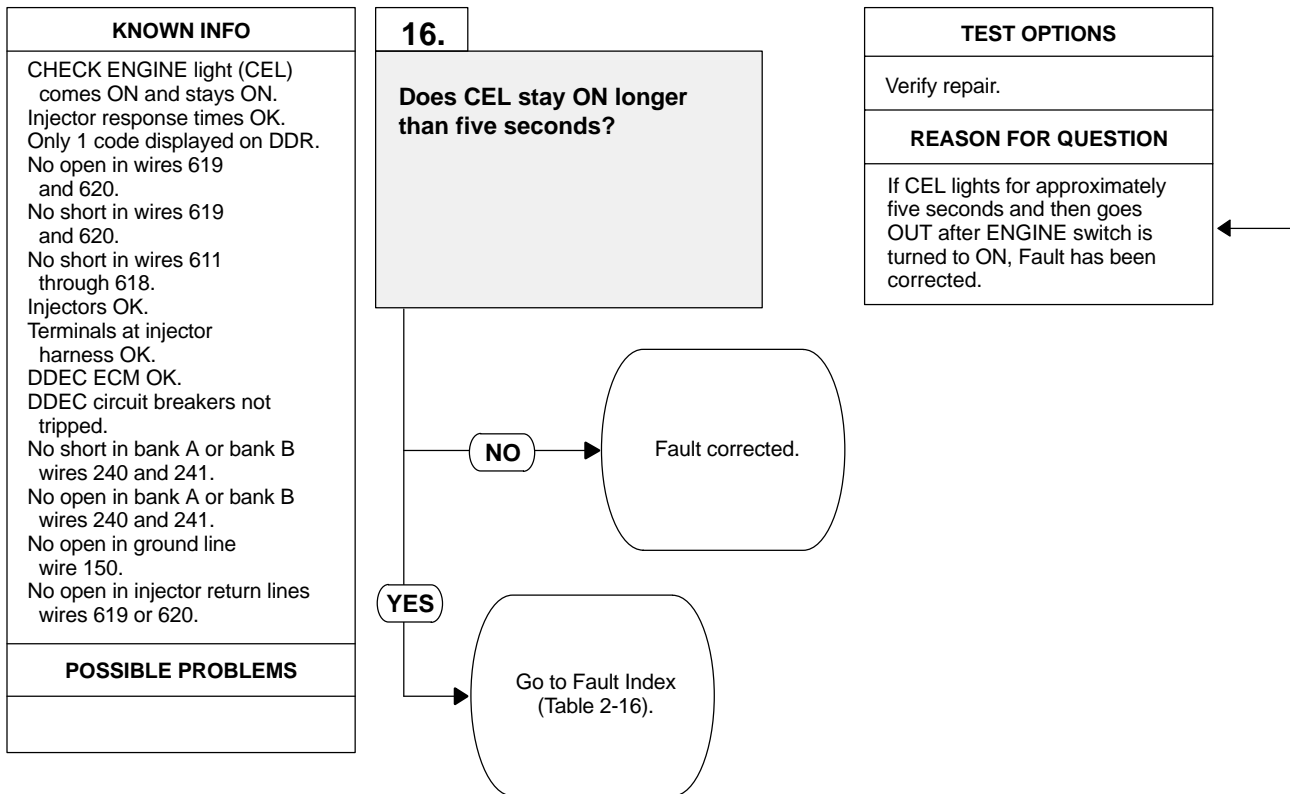 KNOWN INFO
CHECK ENGINE light (CEL)
comes ON and stays ON.
Injector response times OK.
Only 1 code displayed on DDR.
No open in wires 619
and 620.
No short in wires 619
and 620.
No short in wires 611
through 618.
Injectors OK.
Terminals at injector
harness OK.
DDEC ECM OK.
DDEC circuit breakers not
tripped.
No short in bank A or bank B
wires 240 and 241.
No open in bank A or bank B
wires 240 and 241.
No open in ground line
wire 150.
No open in injector return lines
wires 619 or 620.
POSSIBLE PROBLEMS
16.
Does CEL stay ON longer
than five seconds?
NO
Fault corrected.
YES
Go to Fault Index
(Table 2-16).
TEST OPTIONS
Verify repair.
REASON FOR QUESTION
If CEL lights for approximately
five seconds and then goes
OUT after ENGINE switch is
turned to ON, Fault has been
corrected.